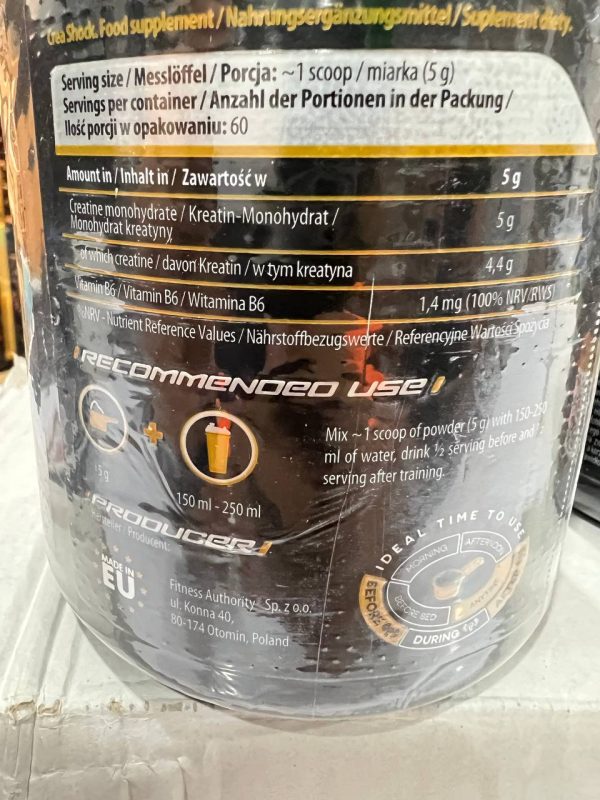 Crea Shock. Food supplement / Nahrungsergänzungsmittel / Suplement diety.
Serving size / Messlöffel / Porcja: ~1 scoop / miarka (5 g)
Servings per container / Anzahl der Portionen in der Packung /
Ilość porcji w opakowaniu: 60
Amount in / Inhalt in / Zawartość w 5 g
Creatine monohydrate / Kreatin-Monohydrat /
Monohydrat kreatyny 5 g
of which creatine / davon Kreatin / w tym kreatyna 4,4 g
Vitamin B6 / Vitamin B6 / Witamina B6 1,4 mg (100% NRV/RWS)
NRV - Nutrient Reference Values / Nährstoffbezugswerte / Referencyjne Wartości Spożycia
RECOMMENDED USE
Mix ~ 1 scoop of powder (5 g) with 150-250
ml of water, drink ½ serving before and ½
serving after training.
+
5 g
150 ml - 250 ml
PRODUCER
Hersteller / Producent:
MADE IN
EU
Fitness Authority Sp. z o.o.
ul. Konna 40,
80-174 Otomin, Poland
IDEAL TIME TO USE
MORNING
AFTERNOON
BEFORE BED
ANYTIME
BEFORE
DURING